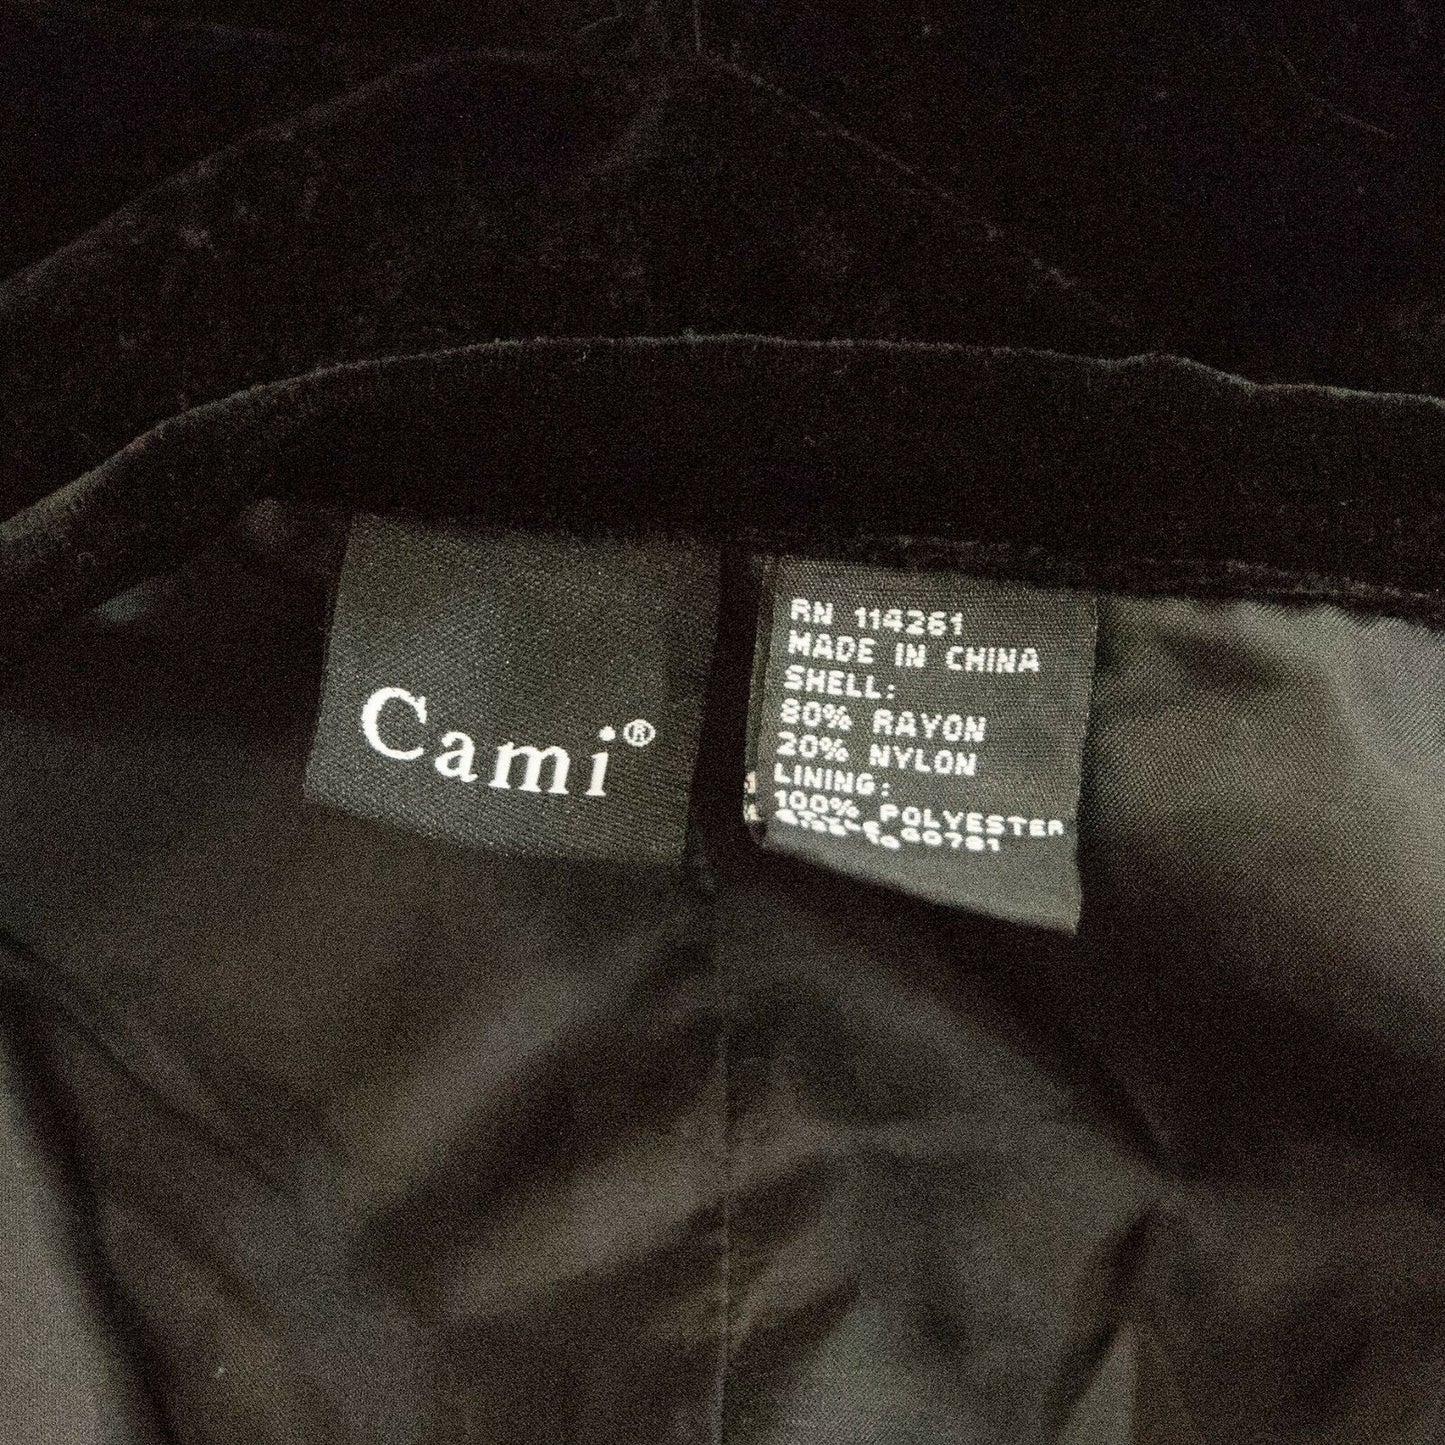 Cami®
RN 114261
MADE IN CHINA
SHELL:
80% RAYON
20% NYLON
LINING:
100% POLYESTER